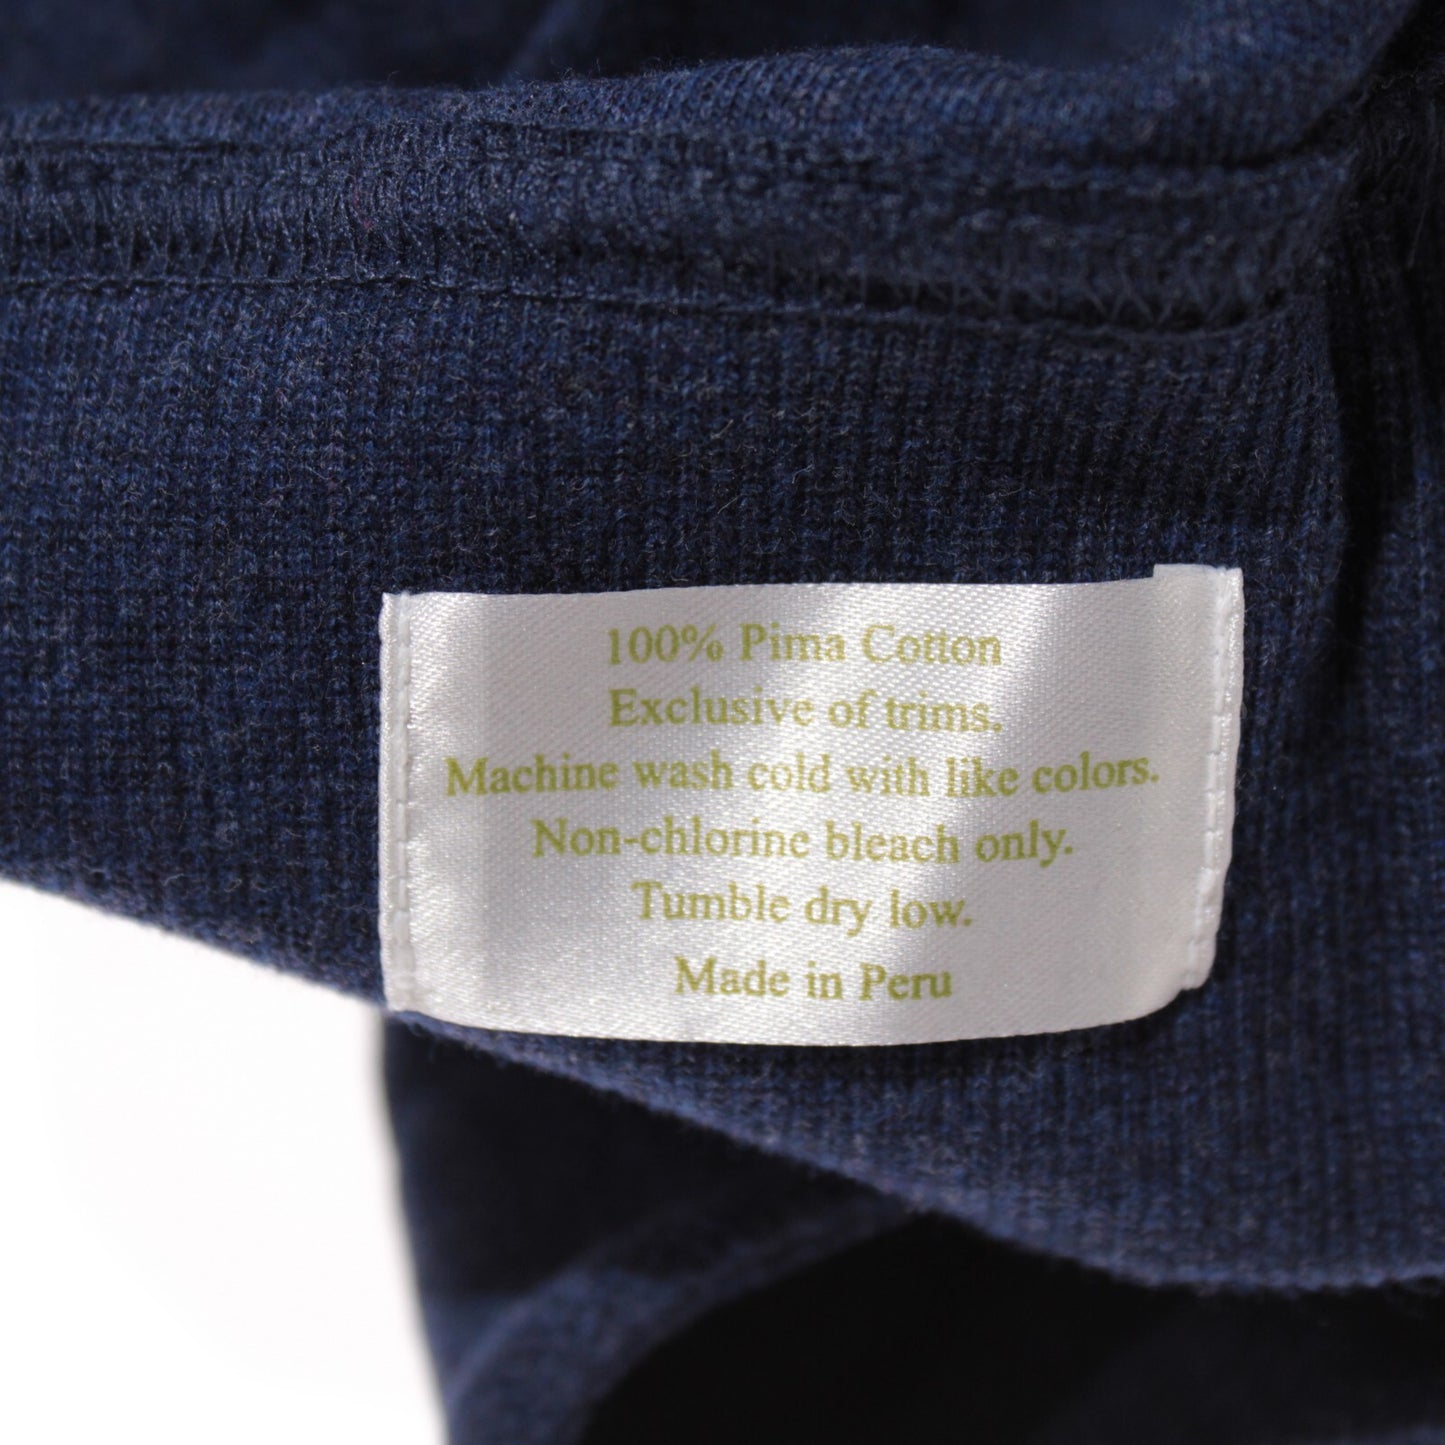 100% Pima Cotton
Exclusive of trims.
Machine wash cold with like colors.
Non-chlorine bleach only.
Tumble dry low.
Made in Peru